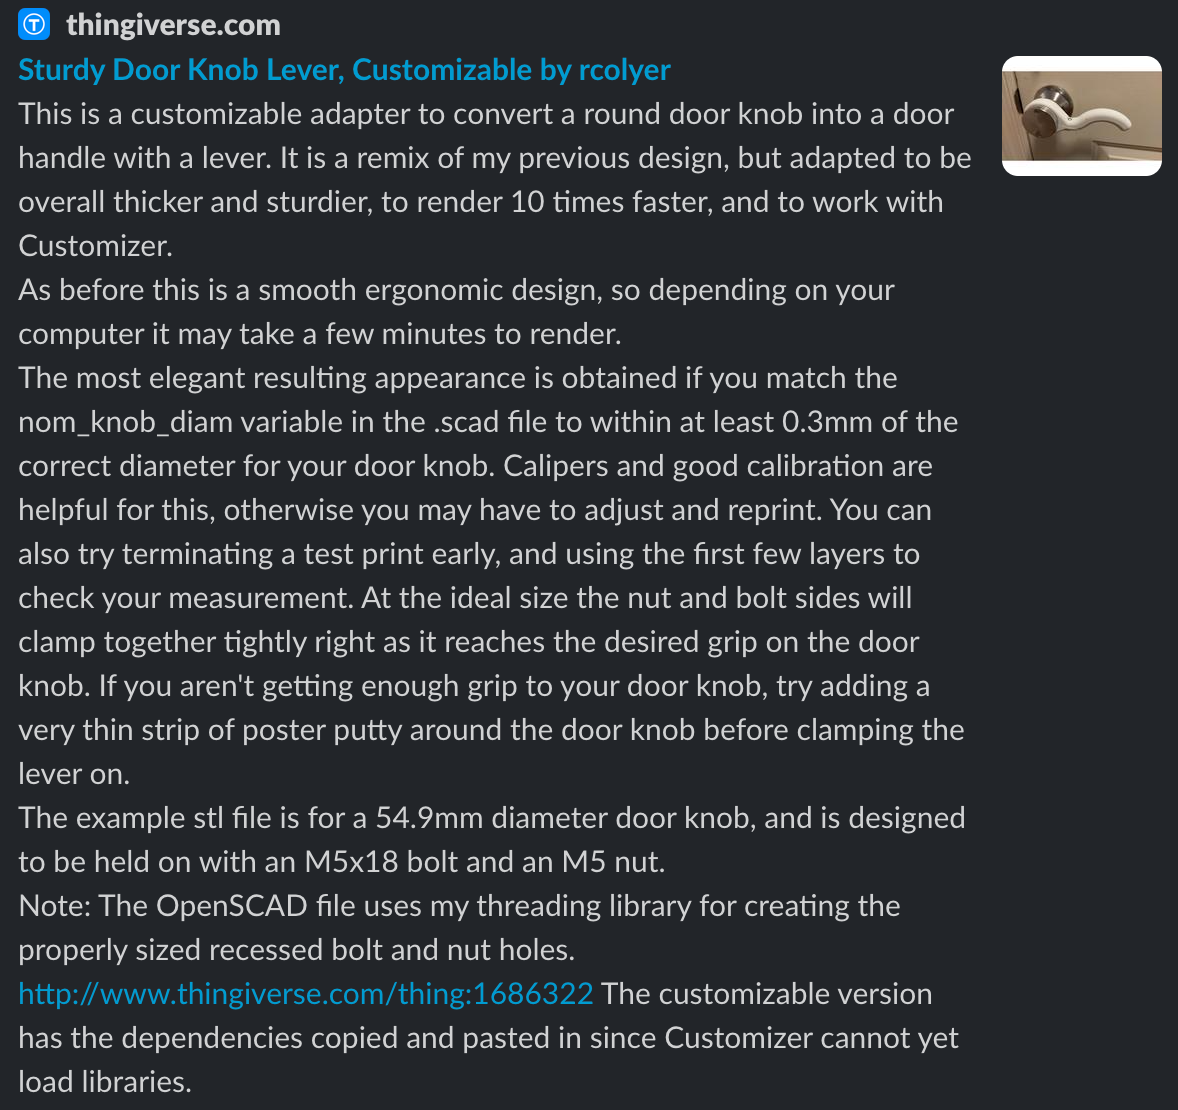 thingiverse.com
Sturdy Door Knob Lever, Customizable by rcolyer
This is a customizable adapter to convert a round door knob into a door
handle with a lever. It is a remix of my previous design, but adapted to be
overall thicker and sturdier, to render 10 times faster, and to work with
Customizer.
As before this is a smooth ergonomic design, so depending on your
computer it may take a few minutes to render.
The most elegant resulting appearance is obtained if you match the
nom_knob_diam variable in the .scad file to within at least 0.3mm of the
correct diameter for your door knob. Calipers and good calibration are
helpful for this, otherwise you may have to adjust and reprint. You can
also try terminating a test print early, and using the first few layers to
check your measurement. At the ideal size the nut and bolt sides will
clamp together tightly right as it reaches the desired grip on the door
knob. If you aren't getting enough grip to your door knob, try adding a
very thin strip of poster putty around the door knob before clamping the
lever on.
The example stl file is for a 54.9mm diameter door knob, and is designed
to be held on with an M5x18 bolt and an M5 nut.
Note: The OpenSCAD file uses my threading library for creating the
properly sized recessed bolt and nut holes.
http://www.thingiverse.com/thing:1686322 The customizable version
has the dependencies copied and pasted in since Customizer cannot yet
load libraries.